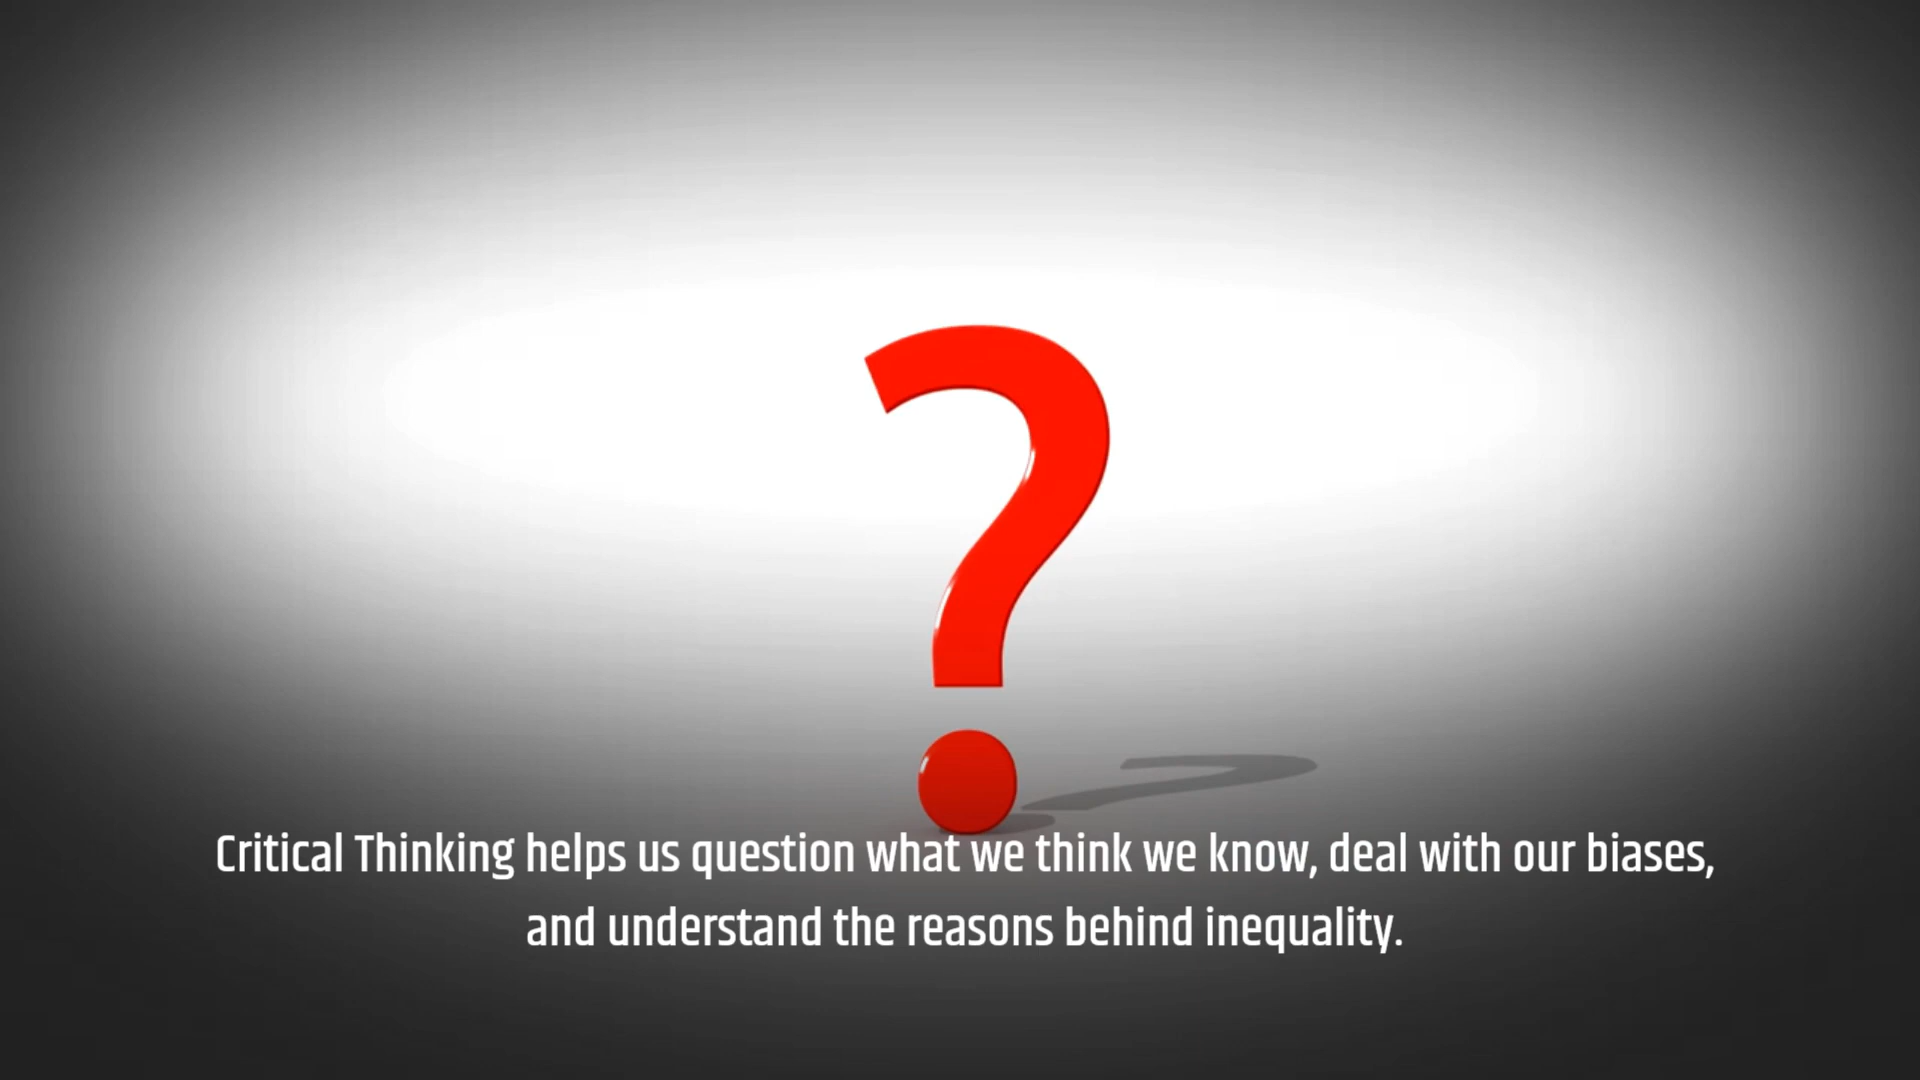 ?
Critical Thinking helps us question what we think we know, deal with our biases,
and understand the reasons behind inequality.